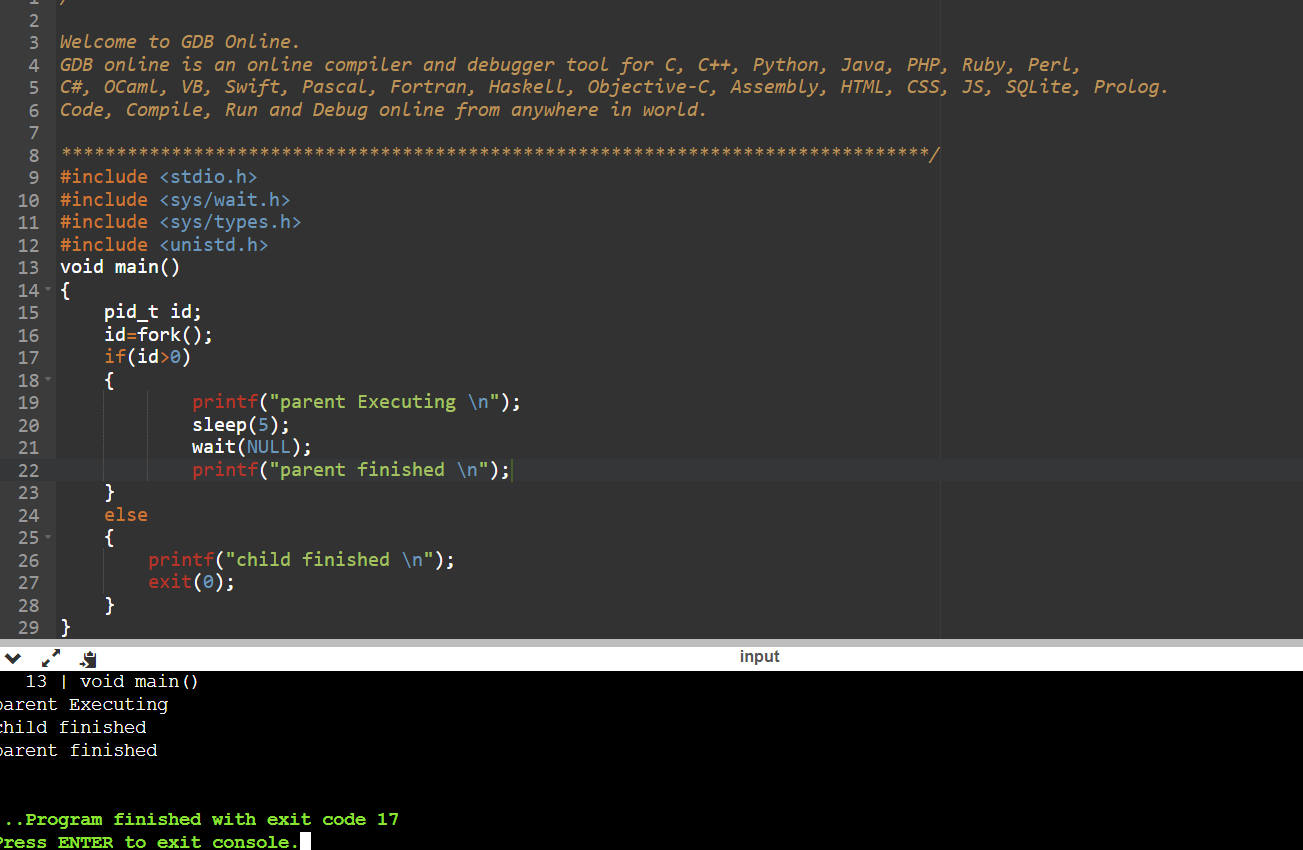 1 /
2
3 Welcome to GDB Online.
4 GDB online is an online compiler and debugger tool for C, C++, Python, Java, PHP, Ruby, Perl,
5 C#, OCaml, VB, Swift, Pascal, Fortran, Haskell, Objective-C, Assembly, HTML, CSS, JS, SQLite, Prolog.
6 Code, Compile, Run and Debug online from anywhere in world.
7
8 *******************************************************************************/
9 #include <stdio.h>
10 #include <sys/wait.h>
11 #include <sys/types.h>
12 #include <unistd.h>
13 void main()
14 {
15     pid_t id;
16     id=fork();
17     if(id>0)
18     {
19             printf("parent Executing \n");
20             sleep(5);
21             wait(NULL);
22             printf("parent finished \n");
23     }
24     else
25     {
26         printf("child finished \n");
27         exit(0);
28     }
29 }
input
13 | void main()
parent Executing
child finished
parent finished
..Program finished with exit code 17
Press ENTER to exit console.